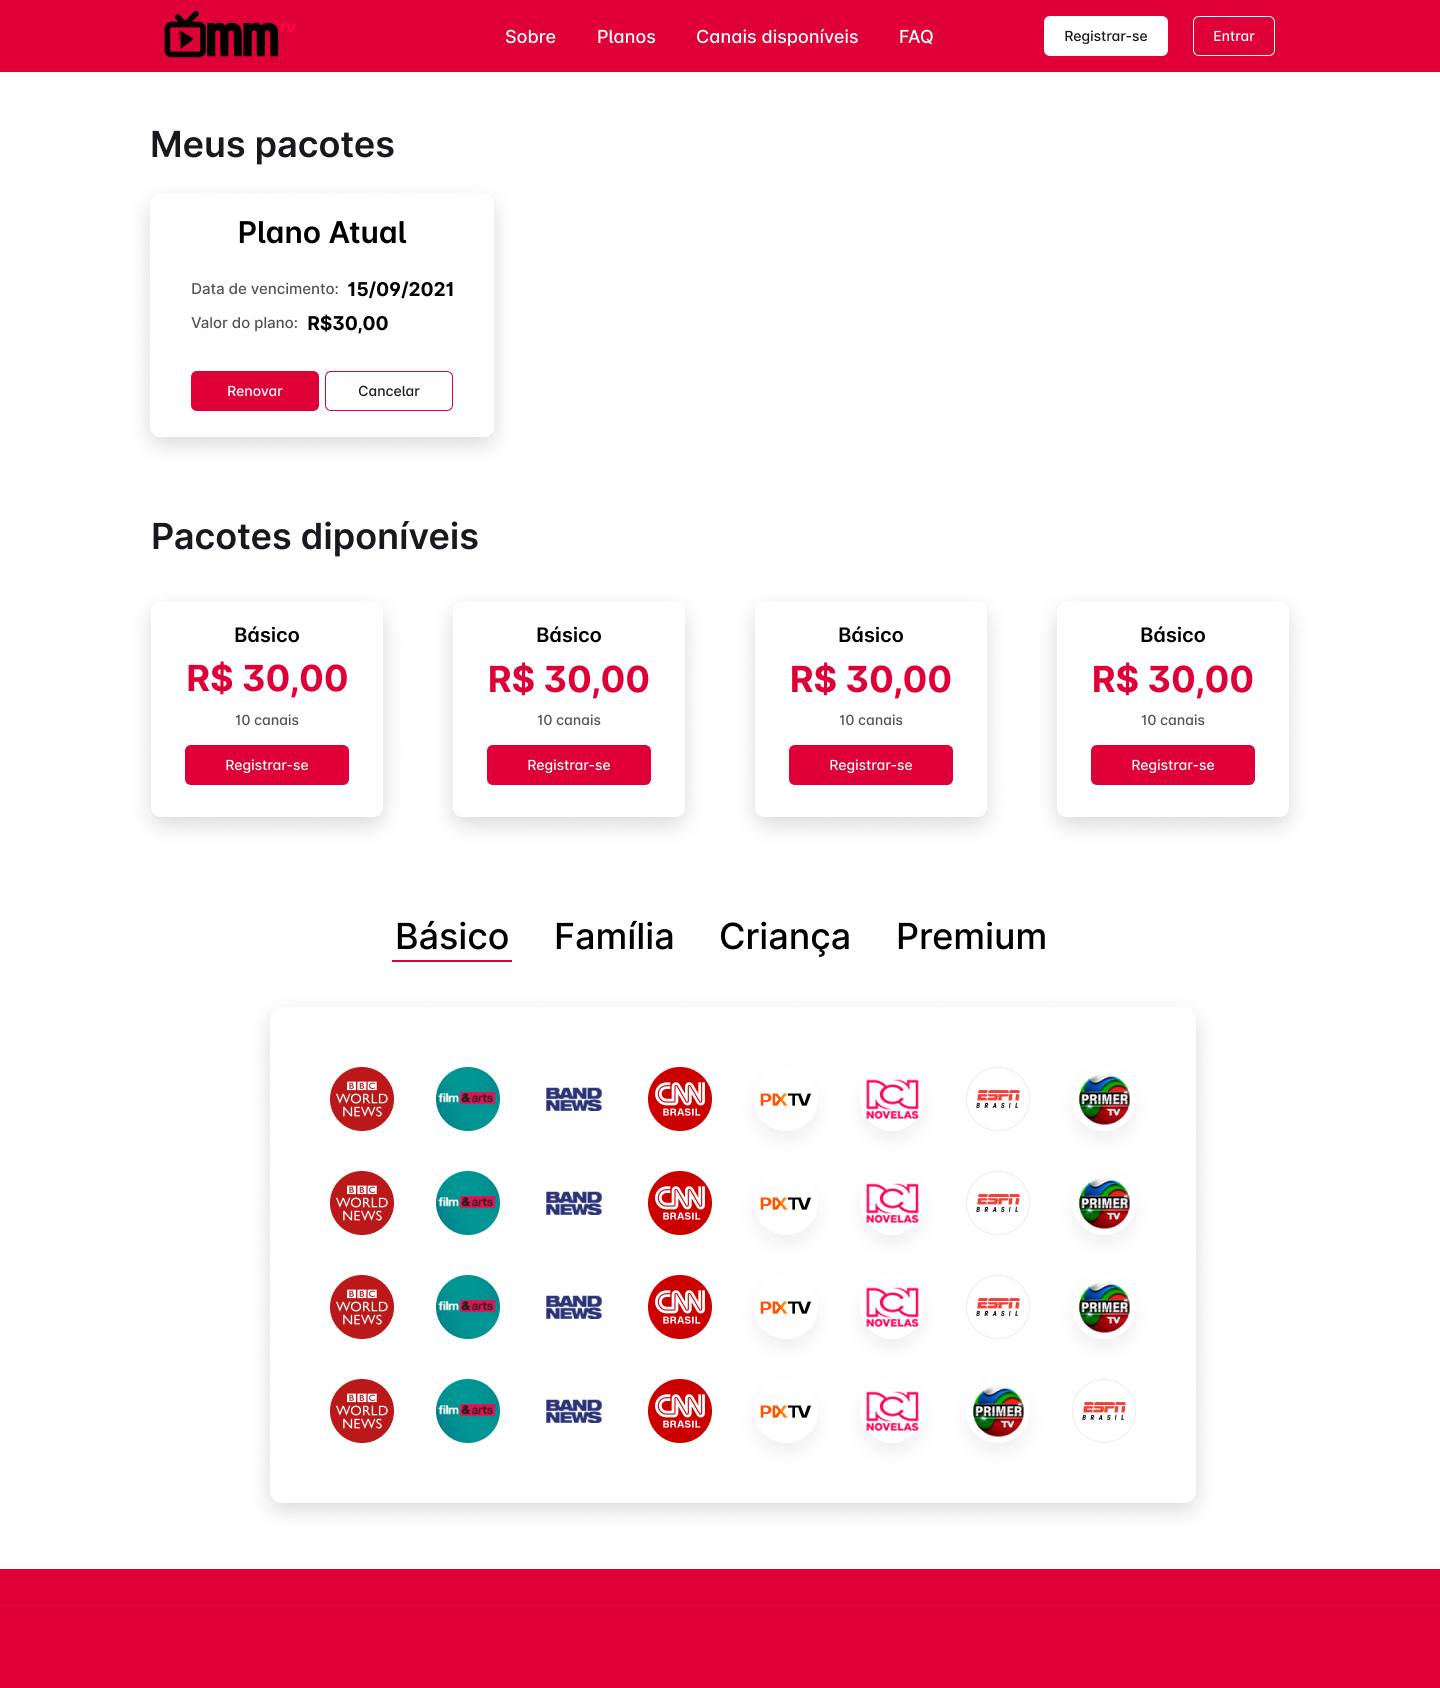 mm TV
Sobre Planos Canais disponíveis FAQ Registrar-se Entrar
Meus pacotes
Plano Atual
Data de vencimento: 15/09/2021
Valor do plano: R$30,00
Renovar Cancelar
Pacotes diponíveis
Básico Básico Básico Básico
R$ 30,00 R$ 30,00 R$ 30,00 R$ 30,00
10 canais 10 canais 10 canais 10 canais
Registrar-se Registrar-se Registrar-se Registrar-se
Básico Família Criança Premium
BBC WORLD NEWS film & arts BAND NEWS CNN BRASIL PIXTV RCN NOVELAS ESPN BRASIL PRIMER TV
BBC WORLD NEWS film & arts BAND NEWS CNN BRASIL PIXTV RCN NOVELAS ESPN BRASIL PRIMER TV
BBC WORLD NEWS film & arts BAND NEWS CNN BRASIL PIXTV RCN NOVELAS ESPN BRASIL PRIMER TV
BBC WORLD NEWS film & arts BAND NEWS CNN BRASIL PIXTV RCN NOVELAS PRIMER TV ESPN BRASIL